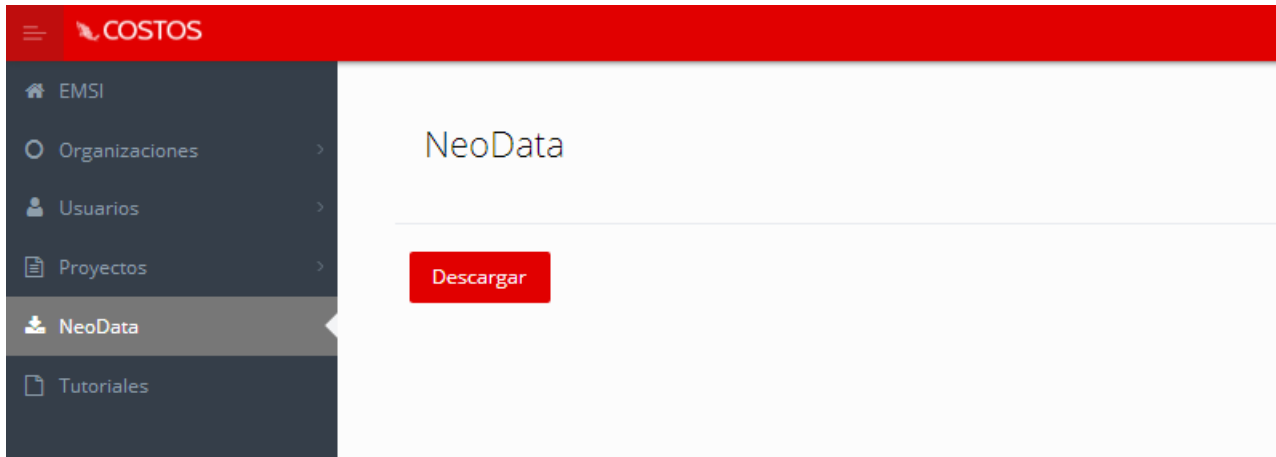 COSTOS
EMSI
Organizaciones
Usuarios
Proyectos
NeoData
Tutoriales
NeoData
Descargar